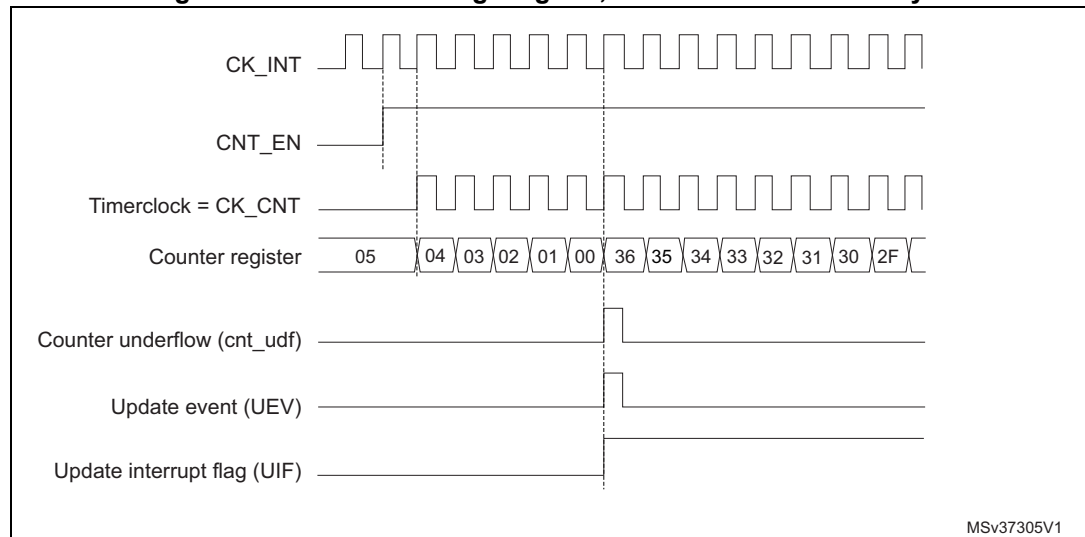 CK_INT
CNT_EN
Timerclock = CK_CNT
Counter register 05 04 03 02 01 00 36 35 34 33 32 31 30 2F
Counter underflow (cnt_udf)
Update event (UEV)
Update interrupt flag (UIF)
MSv37305V1